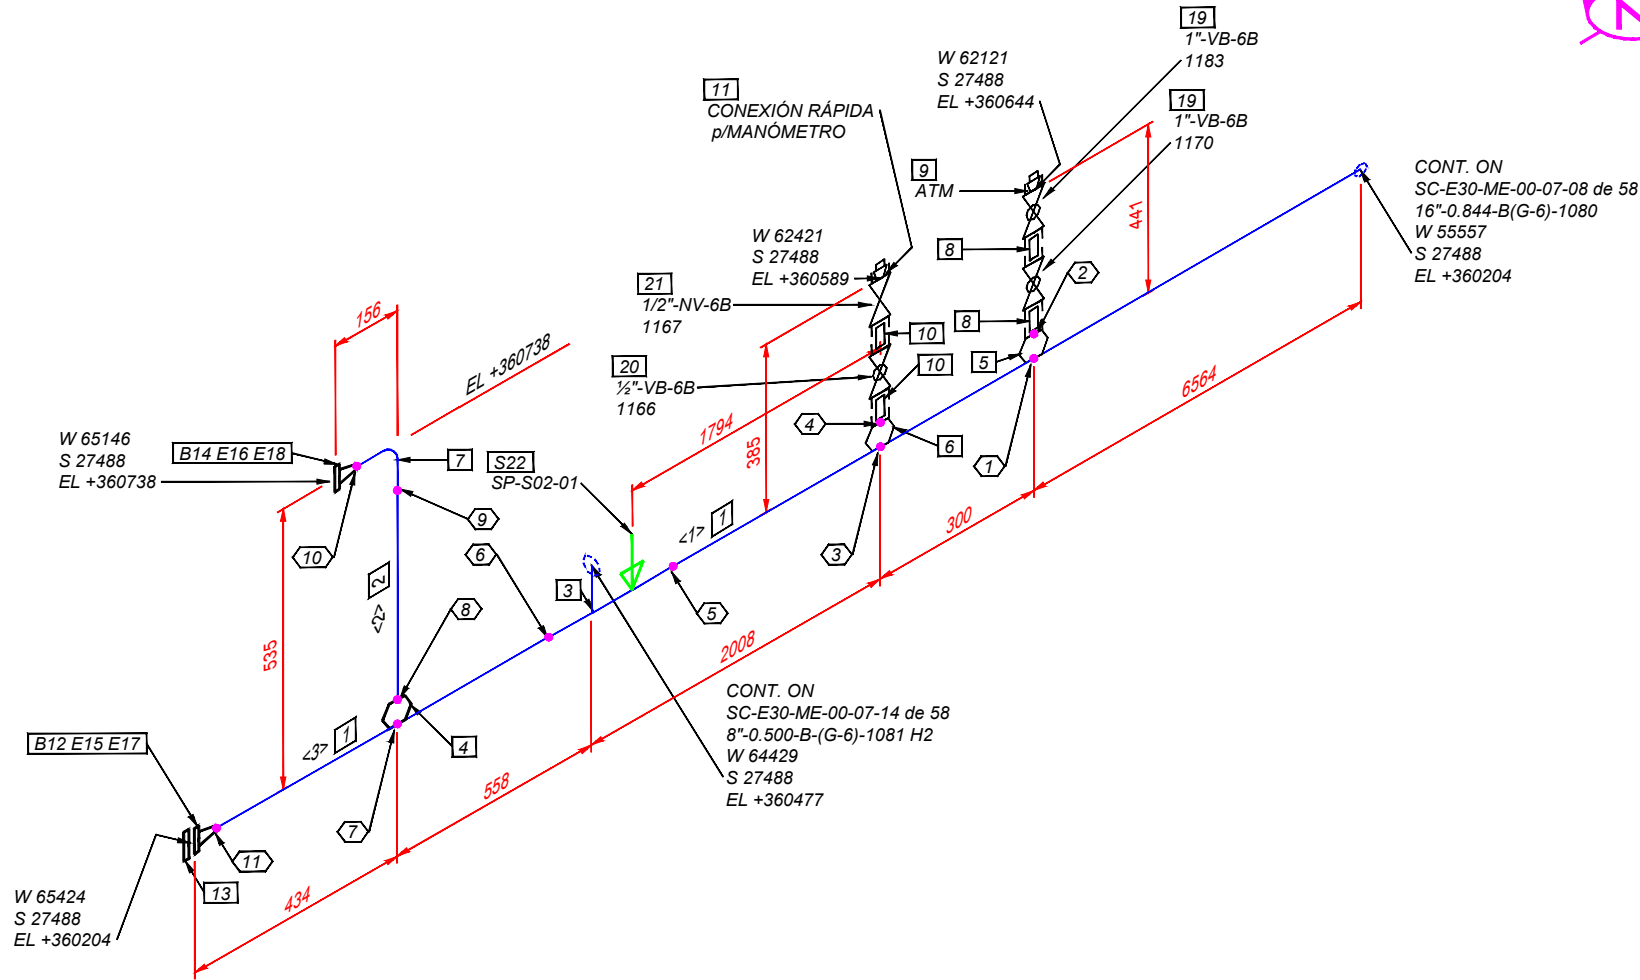 19
1"-VB-6B
1183
W 62121
S 27488
EL +360644
11
CONEXIÓN RÁPIDA
p/MANÓMETRO
19
1"-VB-6B
1170
9
ATM
CONT. ON
SC-E30-ME-00-07-08 de 58
16"-0.844-B(G-6)-1080
W 55557
S 27488
EL +360204
441
W 62421
S 27488
EL +360589
8
2
21
1/2"-NV-6B
1167
10
8
156
EL +360738
20
½"-VB-6B
1166
10
5
6564
1794
385
4
6
1
W 65146
S 27488
EL +360738
B14 E16 E18
7
S22
SP-S02-01
9
<1> 1
300
10
6
3
3
5
<2> 2
8
535
2008
CONT. ON
SC-E30-ME-00-07-14 de 58
8"-0.500-B-(G-6)-1081 H2
W 64429
S 27488
EL +360477
B12 E15 E17
<3> 1
4
558
7
11
13
434
W 65424
S 27488
EL +360204